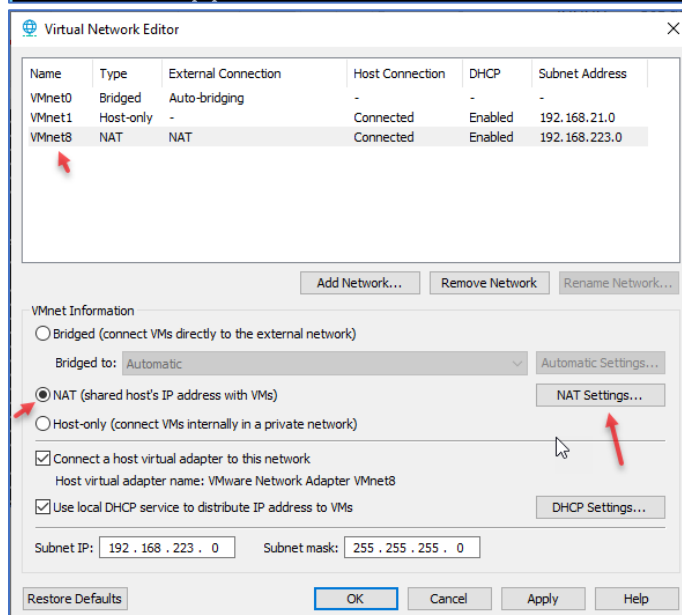 Virtual Network Editor
Name Type External Connection Host Connection DHCP Subnet Address
VMnet0 Bridged Auto-bridging - - -
VMnet1 Host-only - Connected Enabled 192.168.21.0
VMnet8 NAT NAT Connected Enabled 192.168.223.0
Add Network... Remove Network Rename Network...
VMnet Information
Bridged (connect VMs directly to the external network)
Bridged to: Automatic Automatic Settings...
NAT (shared host's IP address with VMs) NAT Settings...
Host-only (connect VMs internally in a private network)
Connect a host virtual adapter to this network
Host virtual adapter name: VMware Network Adapter VMnet8
Use local DHCP service to distribute IP address to VMs DHCP Settings...
Subnet IP: 192 . 168 . 223 . 0 Subnet mask: 255 . 255 . 255 . 0
Restore Defaults OK Cancel Apply Help